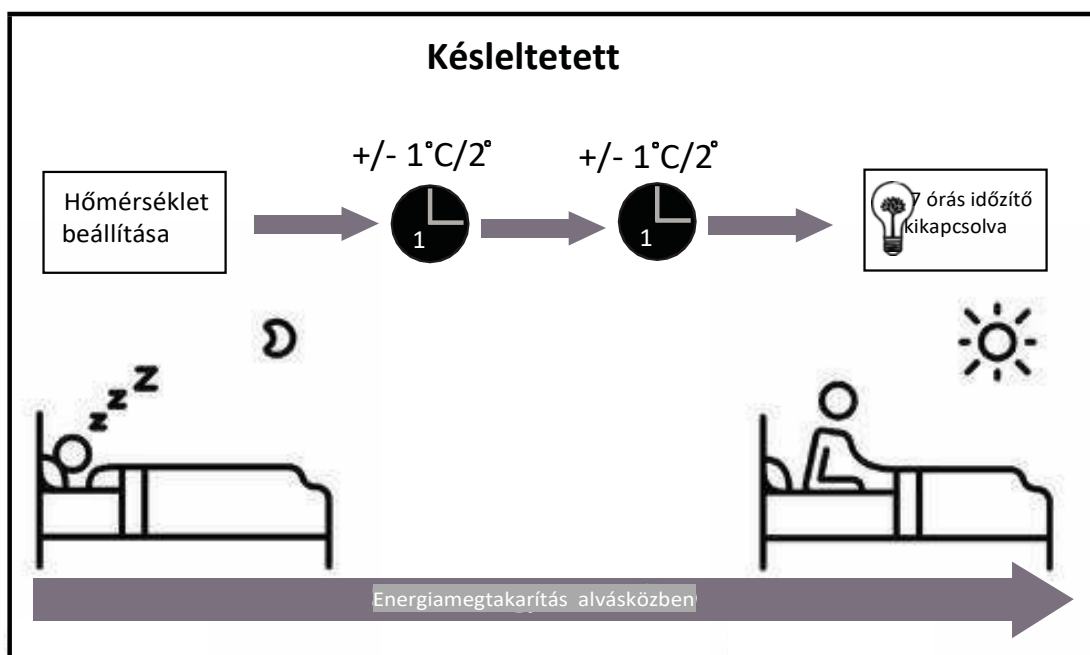 Késleltetett
+/- 1°C/2° +/- 1°C/2°
Hőmérséklet
beállítása
1
1
7 órás időzítő
kikapcsolva
z z z
Energiamegtakarítás alvásközben